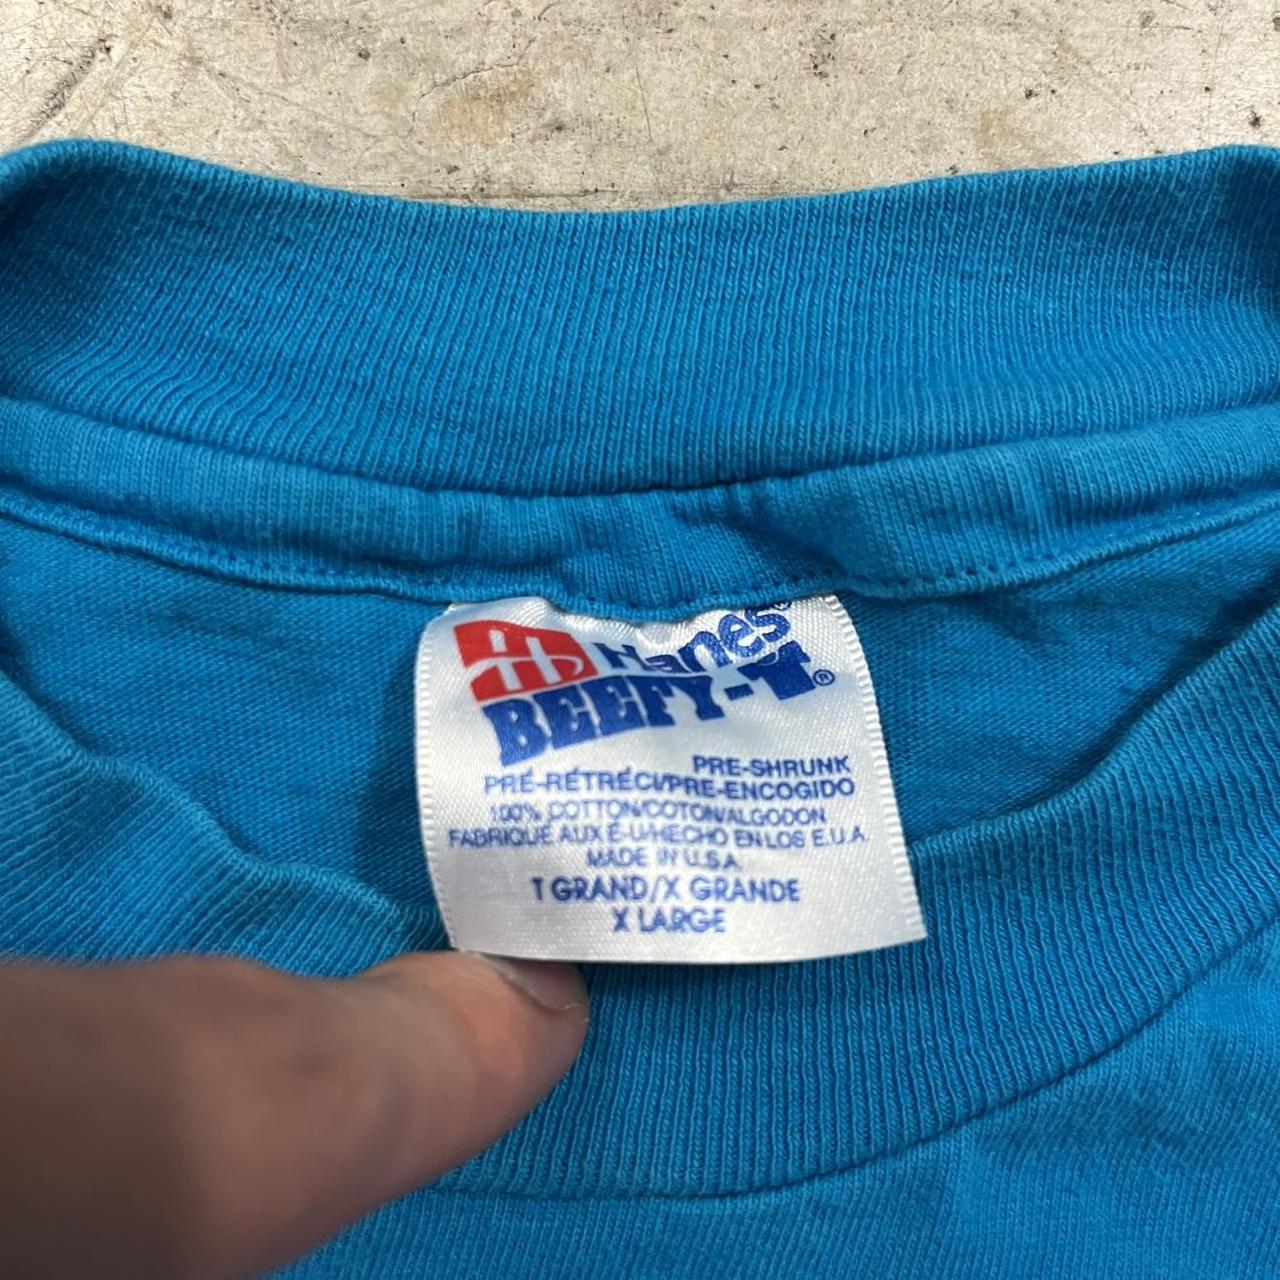 Hanes®
BEEFY-T®
PRE-SHRUNK
PRÉ-RÉTRÉCI/PRE-ENCOGIDO
100% COTTON/COTON/ALGODON
FABRIQUÉ AUX É-U/HECHO EN LOS E.U.A.
MADE IN U.S.A.
T GRAND/X GRANDE
X LARGE